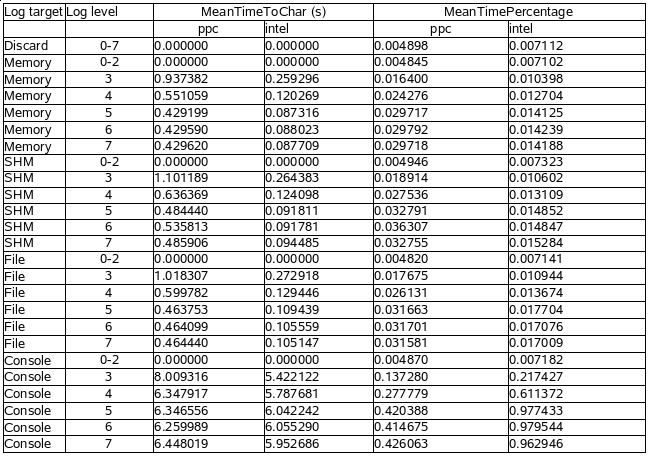 Log target Log level MeanTimeToChar (s) MeanTimePercentage
ppc intel ppc intel
Discard 0-7 0.000000 0.000000 0.004898 0.007112
Memory 0-2 0.000000 0.000000 0.004845 0.007102
Memory 3 0.937382 0.259296 0.016400 0.010398
Memory 4 0.551059 0.120269 0.024276 0.012704
Memory 5 0.429199 0.087316 0.029717 0.014125
Memory 6 0.429590 0.088023 0.029792 0.014239
Memory 7 0.429620 0.087709 0.029718 0.014188
SHM 0-2 0.000000 0.000000 0.004946 0.007323
SHM 3 1.101189 0.264383 0.018914 0.010602
SHM 4 0.636369 0.124098 0.027536 0.013109
SHM 5 0.484440 0.091811 0.032791 0.014852
SHM 6 0.535813 0.091781 0.036307 0.014847
SHM 7 0.485906 0.094485 0.032755 0.015284
File 0-2 0.000000 0.000000 0.004820 0.007141
File 3 1.018307 0.272918 0.017675 0.010944
File 4 0.599782 0.129446 0.026131 0.013674
File 5 0.463753 0.109439 0.031663 0.017704
File 6 0.464099 0.105559 0.031701 0.017076
File 7 0.464440 0.105147 0.031581 0.017009
Console 0-2 0.000000 0.000000 0.004870 0.007182
Console 3 8.009316 5.422122 0.137280 0.217427
Console 4 6.347917 5.787681 0.277779 0.611372
Console 5 6.346556 6.042242 0.420388 0.977433
Console 6 6.259989 6.055290 0.414675 0.979544
Console 7 6.448019 5.952686 0.426063 0.962946